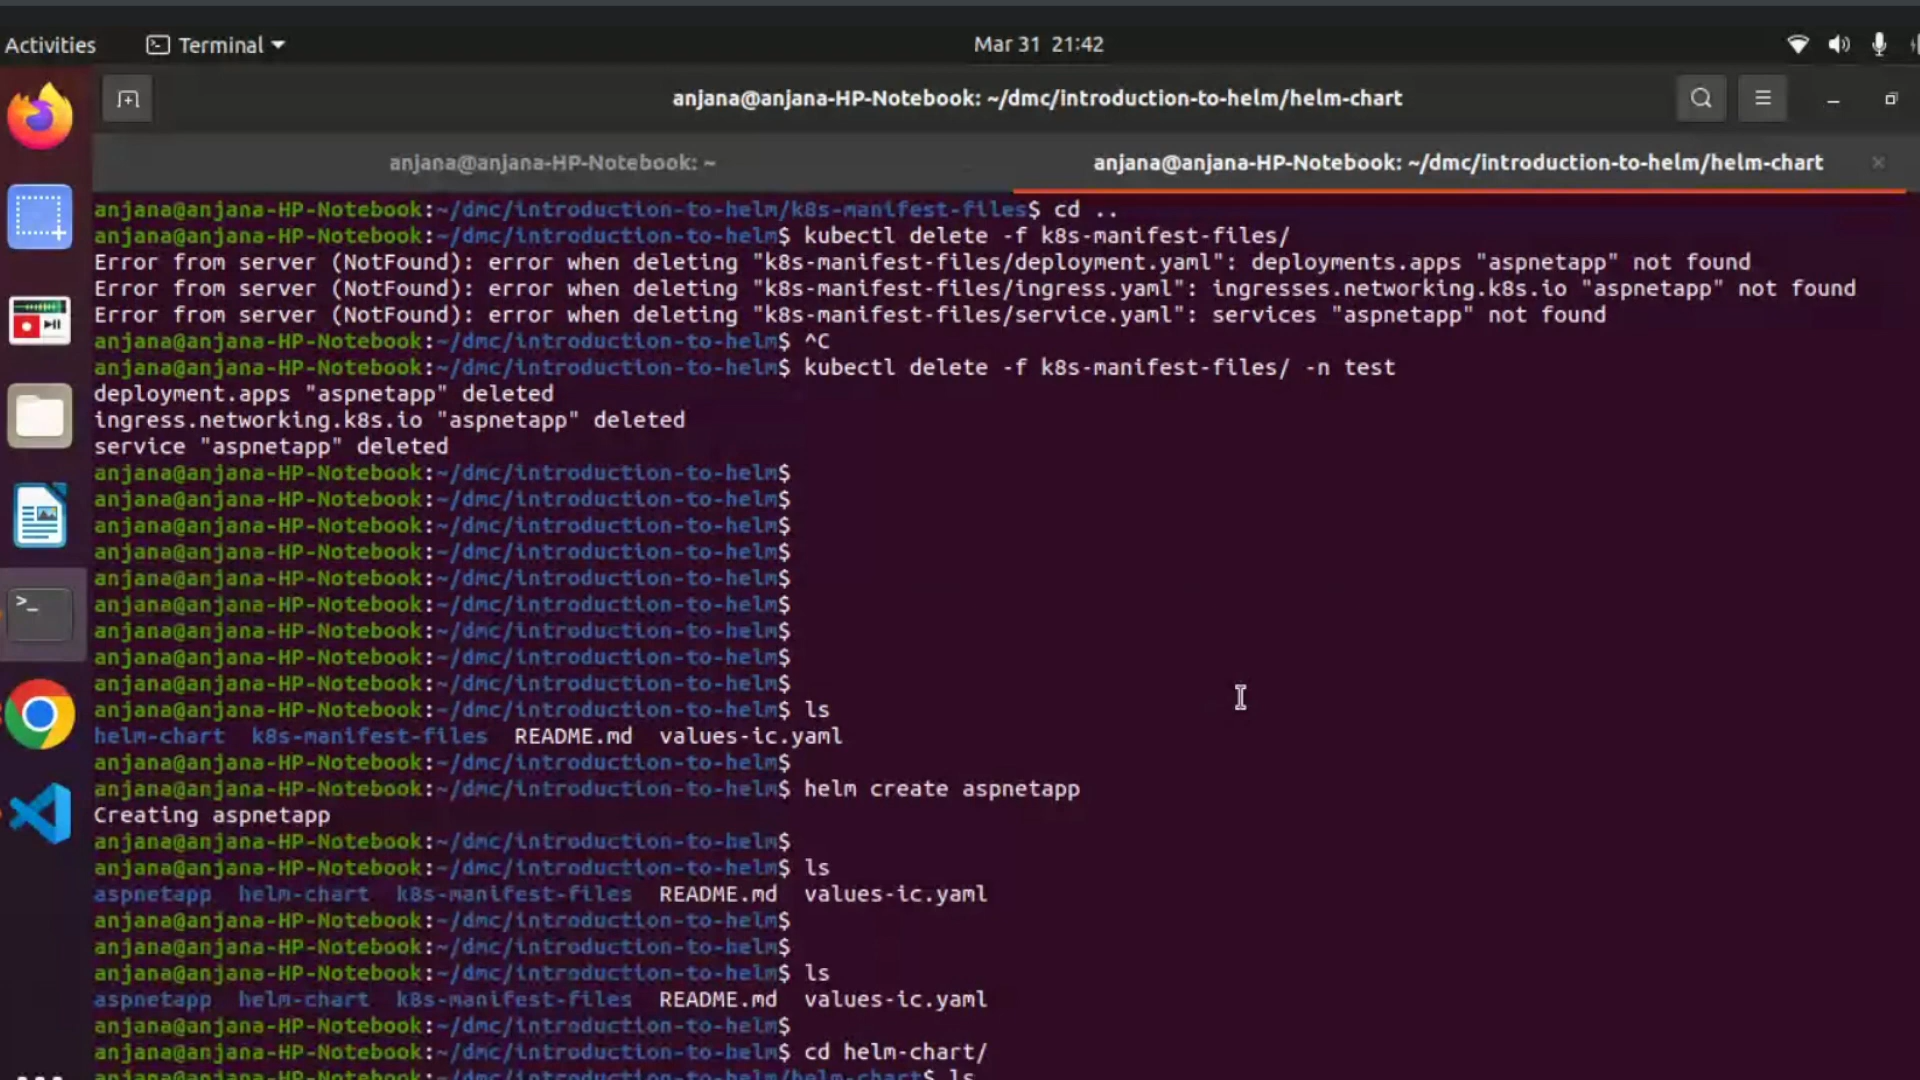 Activities Terminal Mar 31 21:42
anjana@anjana-HP-Notebook: ~/dmc/introduction-to-helm/helm-chart
anjana@anjana-HP-Notebook: ~ anjana@anjana-HP-Notebook: ~/dmc/introduction-to-helm/helm-chart
anjana@anjana-HP-Notebook:~/dmc/introduction-to-helm/k8s-manifest-files$ cd ..
anjana@anjana-HP-Notebook:~/dmc/introduction-to-helm$ kubectl delete -f k8s-manifest-files/
Error from server (NotFound): error when deleting "k8s-manifest-files/deployment.yaml": deployments.apps "aspnetapp" not found
Error from server (NotFound): error when deleting "k8s-manifest-files/ingress.yaml": ingresses.networking.k8s.io "aspnetapp" not found
Error from server (NotFound): error when deleting "k8s-manifest-files/service.yaml": services "aspnetapp" not found
anjana@anjana-HP-Notebook:~/dmc/introduction-to-helm$ ^C
anjana@anjana-HP-Notebook:~/dmc/introduction-to-helm$ kubectl delete -f k8s-manifest-files/ -n test
deployment.apps "aspnetapp" deleted
ingress.networking.k8s.io "aspnetapp" deleted
service "aspnetapp" deleted
anjana@anjana-HP-Notebook:~/dmc/introduction-to-helm$
anjana@anjana-HP-Notebook:~/dmc/introduction-to-helm$
anjana@anjana-HP-Notebook:~/dmc/introduction-to-helm$
anjana@anjana-HP-Notebook:~/dmc/introduction-to-helm$
anjana@anjana-HP-Notebook:~/dmc/introduction-to-helm$
anjana@anjana-HP-Notebook:~/dmc/introduction-to-helm$
anjana@anjana-HP-Notebook:~/dmc/introduction-to-helm$
anjana@anjana-HP-Notebook:~/dmc/introduction-to-helm$
anjana@anjana-HP-Notebook:~/dmc/introduction-to-helm$
anjana@anjana-HP-Notebook:~/dmc/introduction-to-helm$ ls
helm-chart k8s-manifest-files README.md values-ic.yaml
anjana@anjana-HP-Notebook:~/dmc/introduction-to-helm$
anjana@anjana-HP-Notebook:~/dmc/introduction-to-helm$ helm create aspnetapp
Creating aspnetapp
anjana@anjana-HP-Notebook:~/dmc/introduction-to-helm$
anjana@anjana-HP-Notebook:~/dmc/introduction-to-helm$ ls
aspnetapp helm-chart k8s-manifest-files README.md values-ic.yaml
anjana@anjana-HP-Notebook:~/dmc/introduction-to-helm$
anjana@anjana-HP-Notebook:~/dmc/introduction-to-helm$
anjana@anjana-HP-Notebook:~/dmc/introduction-to-helm$ ls
aspnetapp helm-chart k8s-manifest-files README.md values-ic.yaml
anjana@anjana-HP-Notebook:~/dmc/introduction-to-helm$
anjana@anjana-HP-Notebook:~/dmc/introduction-to-helm$ cd helm-chart/
anjana@anjana-HP-Notebook:~/dmc/introduction-to-helm/helm-chart$ ls